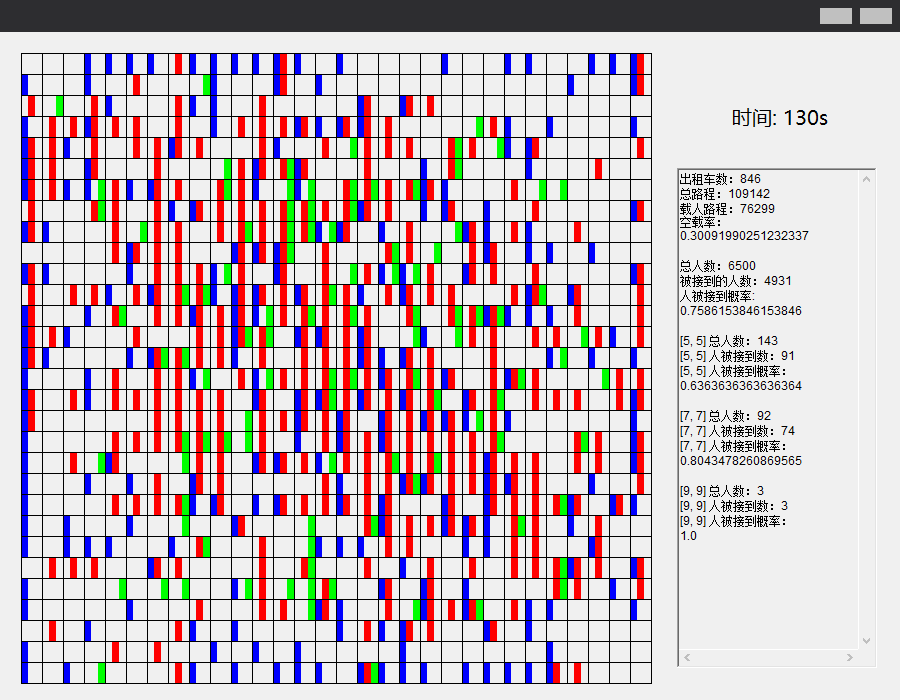 时间: 130s
出租车数：846
总路程：109142
载人路程：76299
空载率：
0.30091990251232337
总人数：6500
被接到的人数：4931
人被接到概率:
0.7586153846153846
[5, 5] 总人数：143
[5, 5] 人被接到数：91
[5, 5] 人被接到概率：
0.6363636363636364
[7, 7] 总人数：92
[7, 7] 人被接到数：74
[7, 7] 人被接到概率：
0.8043478260869565
[9, 9] 总人数：3
[9, 9] 人被接到数：3
[9, 9] 人被接到概率：
1.0